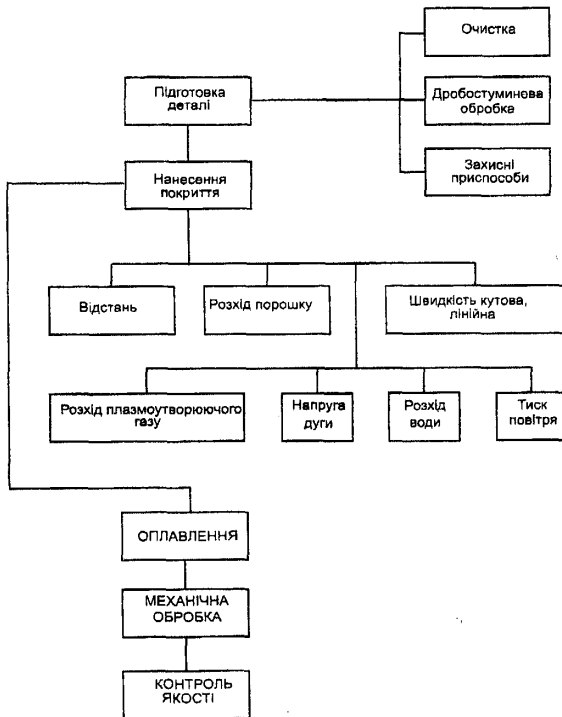 Очистка
Підготовка
деталі
Дробостуминова
обробка
Нанесення
покриття
Захисні
приспособи
Відстань
Розхід порошку
Швидкість кутова,
лінійна
Розхід плазмоутворюючого
газу
Напруга
дуги
Розхід
води
Тиск
повітря
ОПЛАВЛЕННЯ
МЕХАНІЧНА
ОБРОБКА
КОНТРОЛЬ
ЯКОСТІ